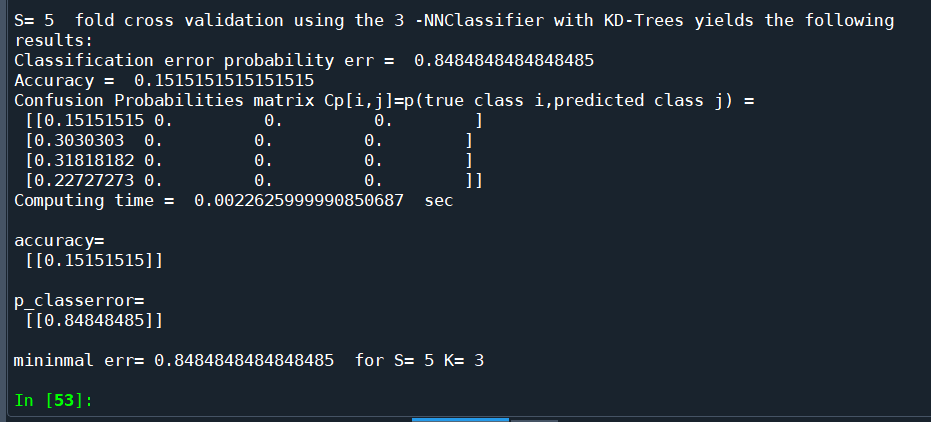 S= 5  fold cross validation using the 3 -NNClassifier with KD-Trees yields the following
results:
Classification error probability err =  0.8484848484848485
Accuracy =  0.1515151515151515
Confusion Probabilities matrix Cp[i,j]=p(true class i,predicted class j) =
 [[0.15151515 0.         0.         0.        ]
 [0.3030303  0.         0.         0.        ]
 [0.31818182 0.         0.         0.        ]
 [0.22727273 0.         0.         0.        ]]
Computing time =  0.0022625999990850687  sec
accuracy=
 [[0.15151515]]
p_classerror=
 [[0.84848485]]
mininmal err= 0.8484848484848485  for S= 5 K= 3
In [53]: